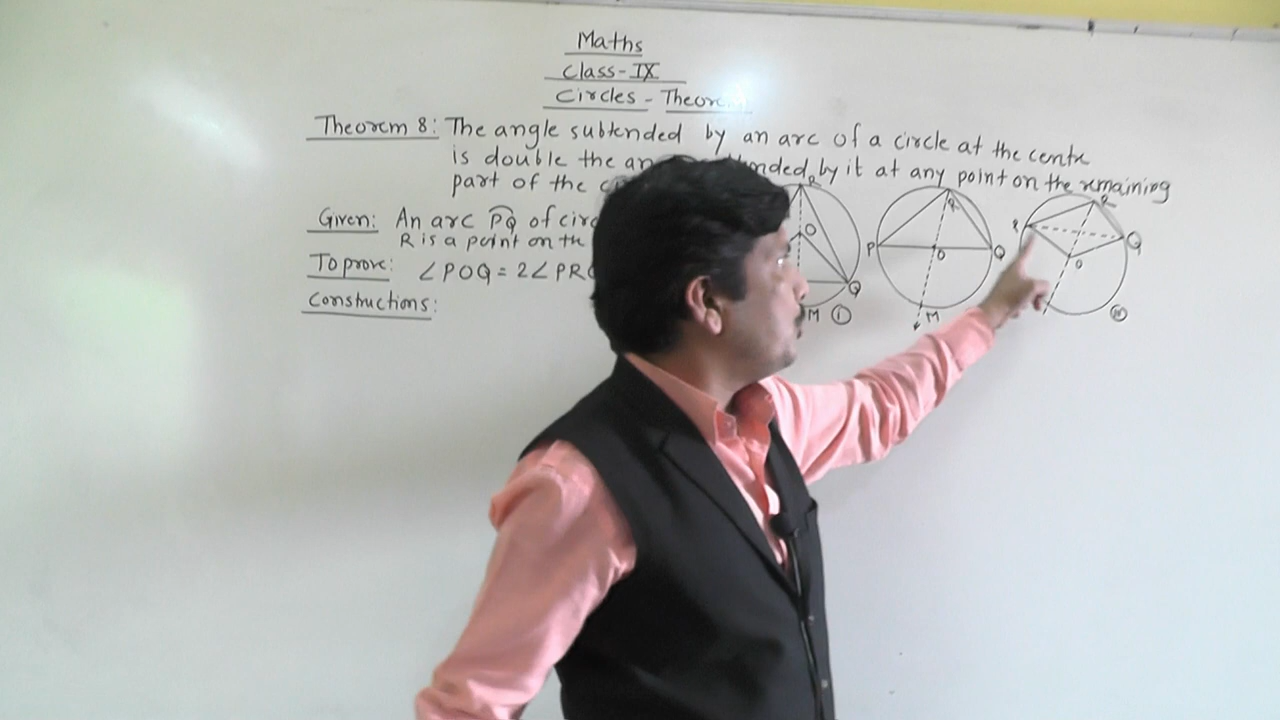 Maths
Class-IX
Circles - Theorem
Theorem 8: The angle subtended by an arc of a circle at the centre
is double the by it at any point on the remaining
part of the
Given: An arc PQ of
R is a point on the
To prove: ∠POQ = 2∠PR
Constructions:
R
O
Q
M (i)
R
P O Q
M
R
P Q
O
(iii)